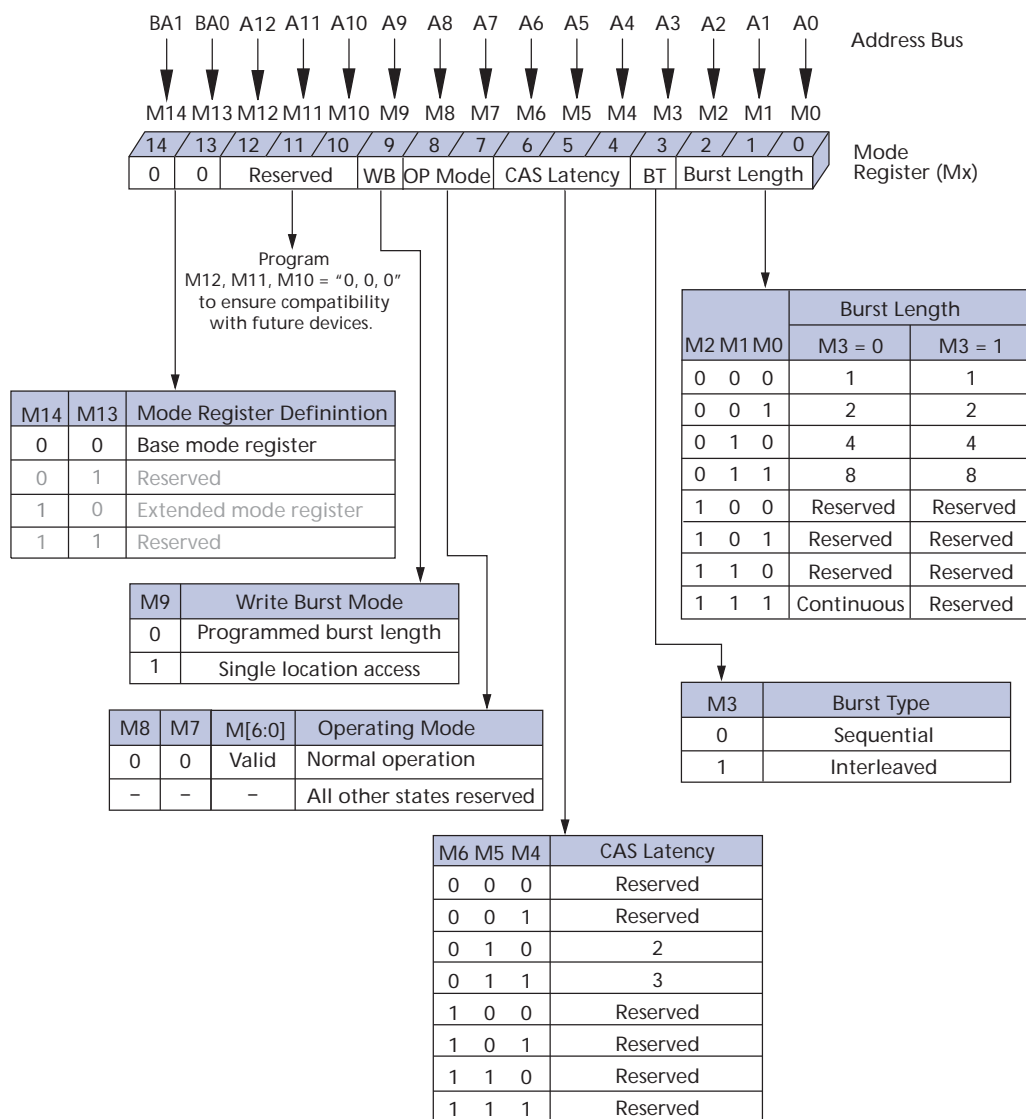 BA1 BA0 A12 A11 A10 A9 A8 A7 A6 A5 A4 A3 A2 A1 A0
Address Bus
M14 M13 M12 M11 M10 M9 M8 M7 M6 M5 M4 M3 M2 M1 M0
14 13 12 11 10 9 8 7 6 5 4 3 2 1 0
Mode
Register (Mx)
0 0 Reserved WB OP Mode CAS Latency BT Burst Length
Program
M12, M11, M10 = “0, 0, 0”
to ensure compatibility
with future devices.
Burst Length
M2 M1 M0 M3 = 0 M3 = 1
0 0 0 1 1
0 0 1 2 2
0 1 0 4 4
0 1 1 8 8
1 0 0 Reserved Reserved
1 0 1 Reserved Reserved
1 1 0 Reserved Reserved
1 1 1 Continuous Reserved
M14 M13 Mode Register Definintion
0 0 Base mode register
0 1 Reserved
1 0 Extended mode register
1 1 Reserved
M9 Write Burst Mode
0 Programmed burst length
1 Single location access
M3 Burst Type
0 Sequential
1 Interleaved
M8 M7 M[6:0] Operating Mode
0 0 Valid Normal operation
– – – All other states reserved
M6 M5 M4 CAS Latency
0 0 0 Reserved
0 0 1 Reserved
0 1 0 2
0 1 1 3
1 0 0 Reserved
1 0 1 Reserved
1 1 0 Reserved
1 1 1 Reserved